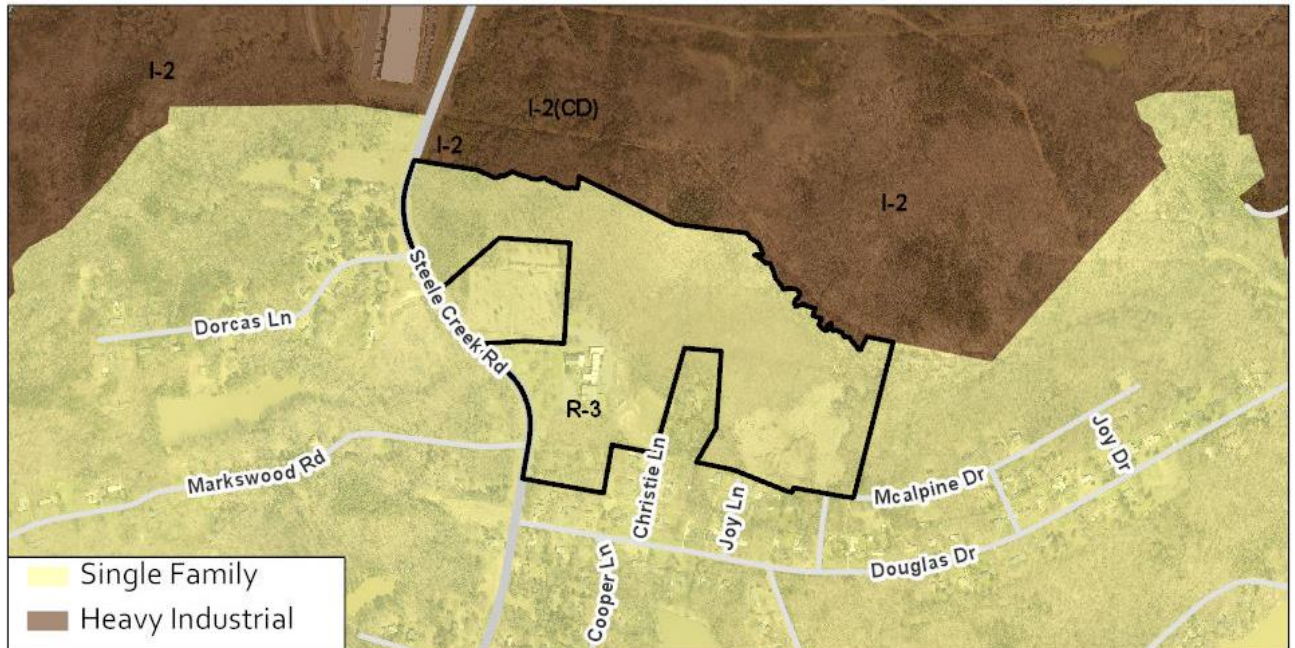 I-2
I-2(CD)
I-2
I-2
Steele Creek Rd
Dorcas Ln
R-3
Markswood Rd
Christie Ln
Joy Ln
Mcalpine Dr
Joy Dr
Douglas Dr
Cooper Ln
Single Family
Heavy Industrial